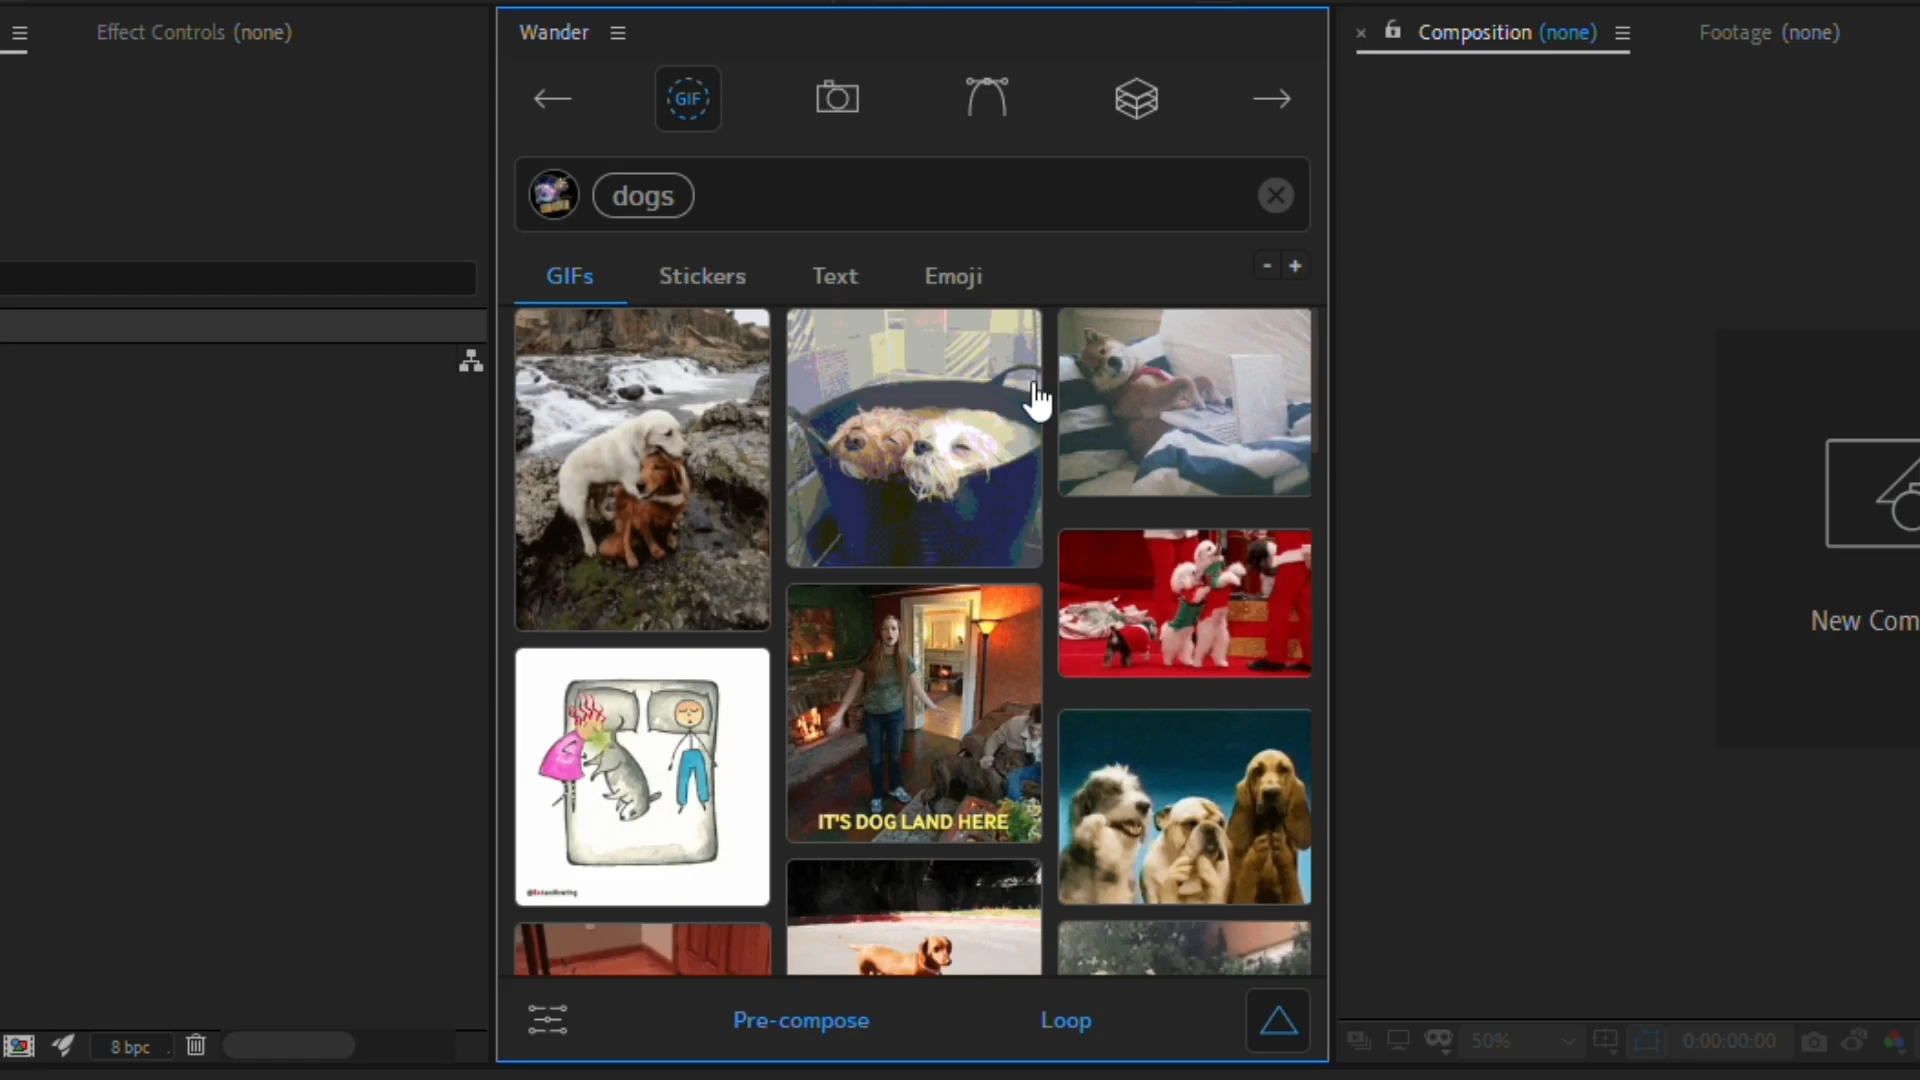 Effect Controls (none)
Wander
Composition (none)
Footage (none)
GIF
dogs
GIFs
Stickers
Text
Emoji
- +
IT'S DOG LAND HERE
New Com
Pre-compose
Loop
8 bpc
50%
0:00:00:00